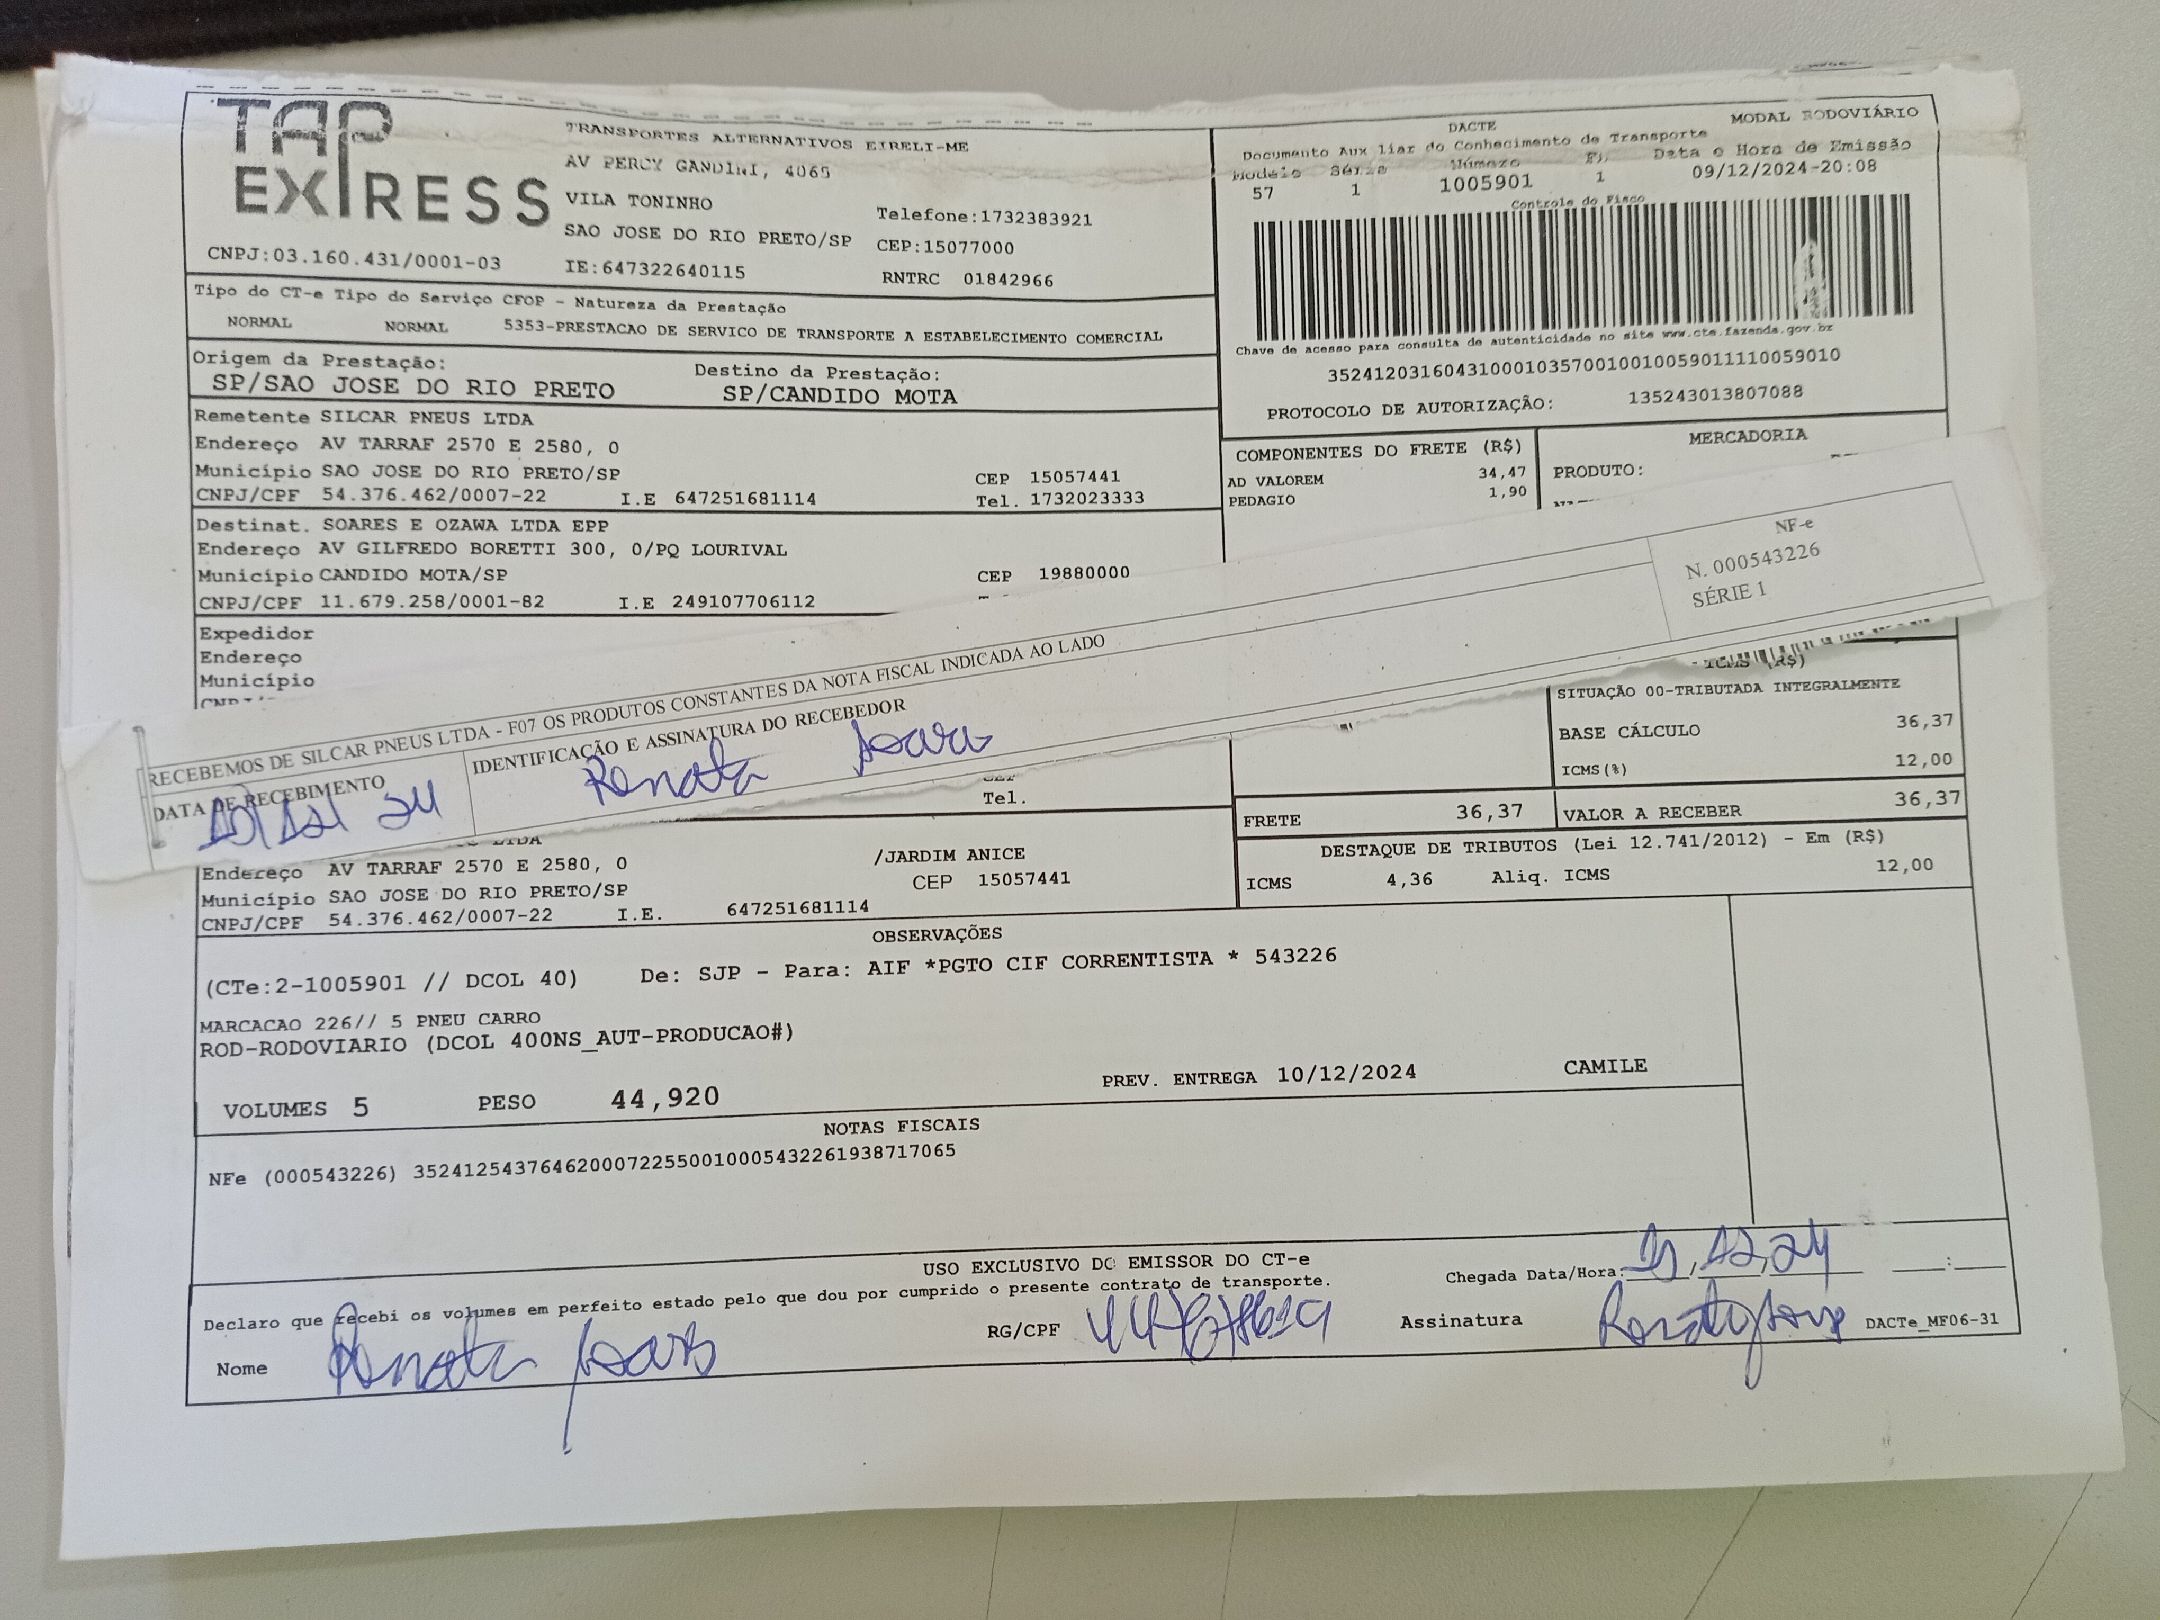 TAP EXPRESS
TRANSPORTES ALTERNATIVOS EIRELI-ME
AV PERCY GANDINI, 4065
VILA TONINHO
Telefone:1732383921
SAO JOSE DO RIO PRETO/SP CEP:15077000
CNPJ:03.160.431/0001-03 IE:647322640115 RNTRC 01842966
DACTE MODAL RODOVIÁRIO
Documento Aux liar do Conhecimento de Transporte
Modelo Série Número Fl. Data e Hora de Emissão
57 1 1005901 1 09/12/2024-20:08
Controle do Fisco
Chave de acesso para consulta de autenticidade no site www.cte.fazenda.gov.br
35241203160431000103570010010059011110059010
PROTOCOLO DE AUTORIZAÇÃO: 135243013807088
Tipo do CT-e Tipo do Serviço CFOP - Natureza da Prestação
NORMAL NORMAL 5353-PRESTACAO DE SERVICO DE TRANSPORTE A ESTABELECIMENTO COMERCIAL
Origem da Prestação: Destino da Prestação:
SP/SAO JOSE DO RIO PRETO SP/CANDIDO MOTA
Remetente SILCAR PNEUS LTDA
Endereço AV TARRAF 2570 E 2580, 0
Município SAO JOSE DO RIO PRETO/SP CEP 15057441
CNPJ/CPF 54.376.462/0007-22 I.E 647251681114 Tel. 1732023333
COMPONENTES DO FRETE (R$) MERCADORIA
AD VALOREM 34,47 PRODUTO:
PEDAGIO 1,90
Destinat. SOARES E OZAWA LTDA EPP
Endereço AV GILFREDO BORETTI 300, 0/PQ LOURIVAL
Município CANDIDO MOTA/SP CEP 19880000
CNPJ/CPF 11.679.258/0001-82 I.E 249107706112
Expedidor
Endereço
Município
NF-e
N. 000543226
SÉRIE 1
RECEBEMOS DE SILCAR PNEUS LTDA - F07 OS PRODUTOS CONSTANTES DA NOTA FISCAL INDICADA AO LADO
DATA DE RECEBIMENTO IDENTIFICAÇÃO E ASSINATURA DO RECEBEDOR
Renata Soares
ICMS (R$)
SITUAÇÃO 00-TRIBUTADA INTEGRALMENTE
BASE CÁLCULO 36,37
ICMS(%) 12,00
Tel.
FRETE 36,37 VALOR A RECEBER 36,37
DESTAQUE DE TRIBUTOS (Lei 12.741/2012) - Em (R$)
ICMS 4,36 Aliq. ICMS 12,00
LTDA
Endereço AV TARRAF 2570 E 2580, 0 /JARDIM ANICE
Município SAO JOSE DO RIO PRETO/SP CEP 15057441
CNPJ/CPF 54.376.462/0007-22 I.E. 647251681114
OBSERVAÇÕES
(CTe:2-1005901 // DCOL 40) De: SJP - Para: AIF *PGTO CIF CORRENTISTA * 543226
MARCACAO 226// 5 PNEU CARRO
ROD-RODOVIARIO (DCOL 400NS_AUT-PRODUCAO#)
VOLUMES 5 PESO 44,920 PREV. ENTREGA 10/12/2024 CAMILE
NOTAS FISCAIS
NFe (000543226) 35241254376462000722550010005432261938717065
USO EXCLUSIVO DO EMISSOR DO CT-e
Declaro que recebi os volumes em perfeito estado pelo que dou por cumprido o presente contrato de transporte.
Chegada Data/Hora: :
Nome Renata Soares RG/CPF Assinatura Renata Soares DACTe_MF06-31